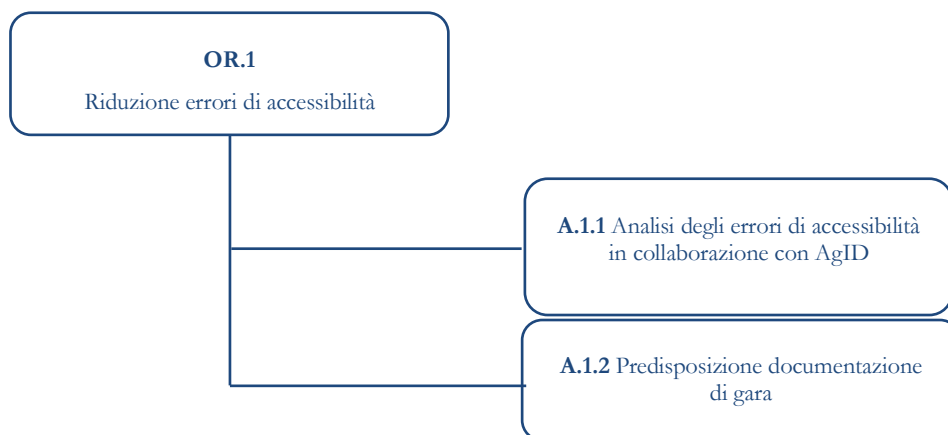 OR.1
Riduzione errori di accessibilità
A.1.1 Analisi degli errori di accessibilità
in collaborazione con AgID
A.1.2 Predisposizione documentazione
di gara